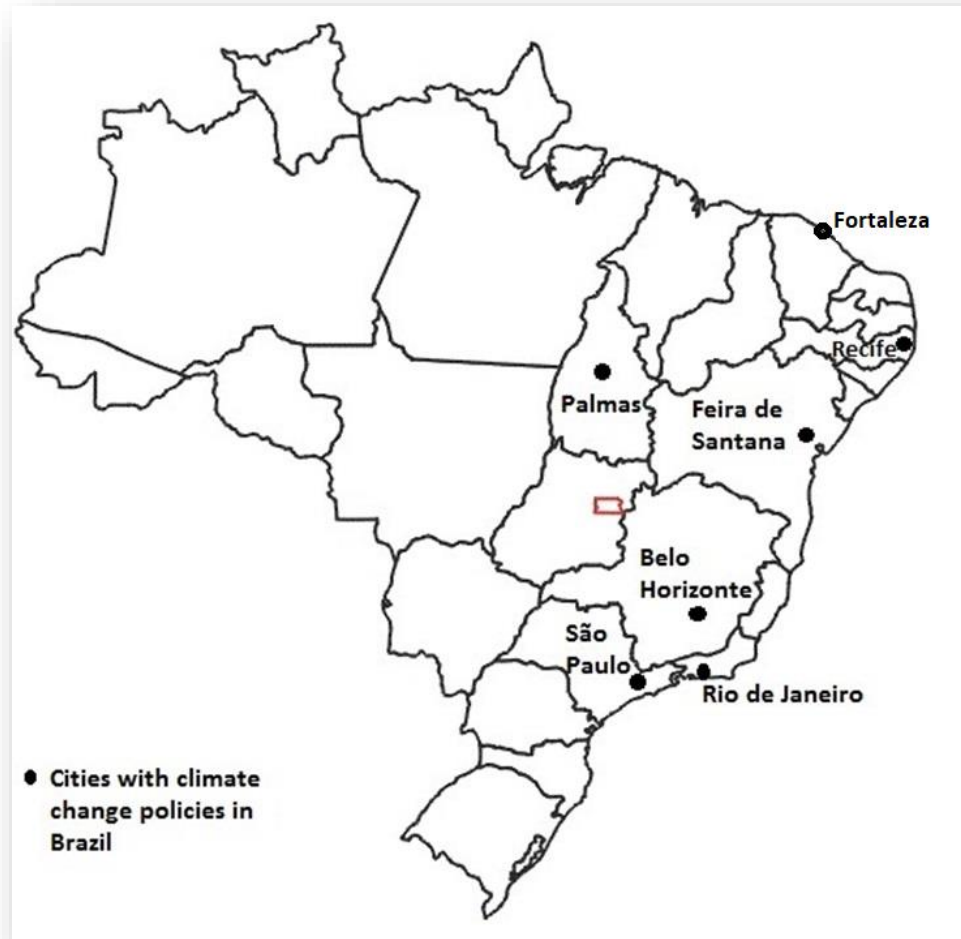 Fortaleza
Recife
Palmas
Feira de
Santana
Belo
Horizonte
São
Paulo
Rio de Janeiro
Cities with climate
change policies in
Brazil